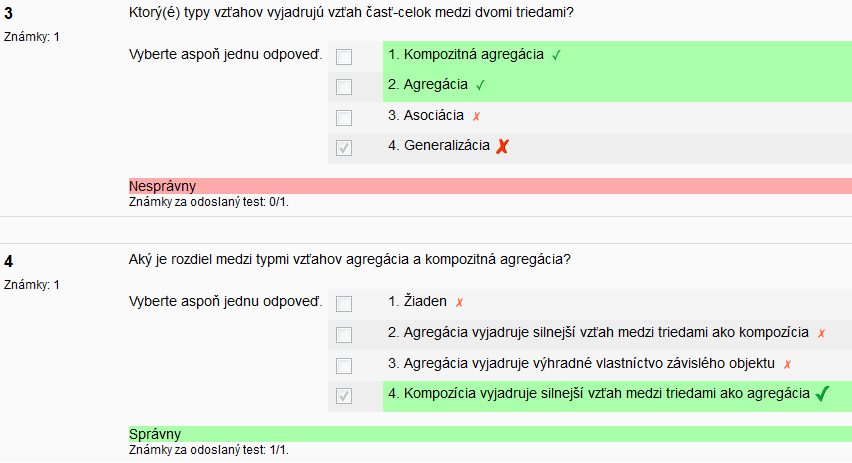 3
Známky: 1
Ktorý(é) typy vzťahov vyjadrujú vzťah časť-celok medzi dvomi triedami?
Vyberte aspoň jednu odpoveď.
1. Kompozitná agregácia ✓
2. Agregácia ✓
3. Asociácia ✗
4. Generalizácia ✗
Nesprávny
Známky za odoslaný test: 0/1.
4
Známky: 1
Aký je rozdiel medzi typmi vzťahov agregácia a kompozitná agregácia?
Vyberte aspoň jednu odpoveď.
1. Žiaden ✗
2. Agregácia vyjadruje silnejší vzťah medzi triedami ako kompozícia ✗
3. Agregácia vyjadruje výhradné vlastníctvo závislého objektu ✗
4. Kompozícia vyjadruje silnejší vzťah medzi triedami ako agregácia ✓
Správny
Známky za odoslaný test: 1/1.